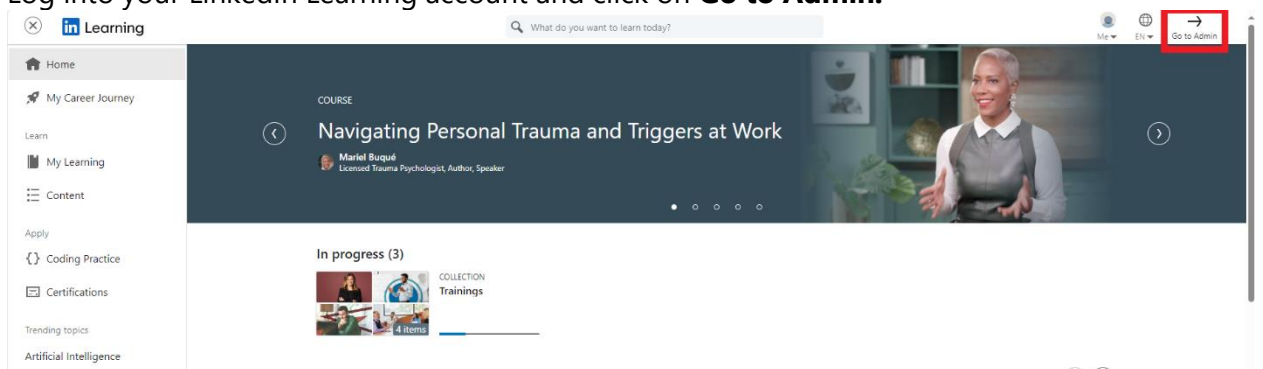 Log into your LinkedIn Learning account and click on Go to Admin.
in Learning
What do you want to learn today?
Me
EN
Go to Admin
Home
My Career Journey
Learn
My Learning
Content
Apply
{} Coding Practice
Certifications
Trending topics
Artificial Intelligence
COURSE
Navigating Personal Trauma and Triggers at Work
Mariel Buqué
Licensed Trauma Psychologist, Author, Speaker
In progress (3)
COLLECTION
Trainings
4 items